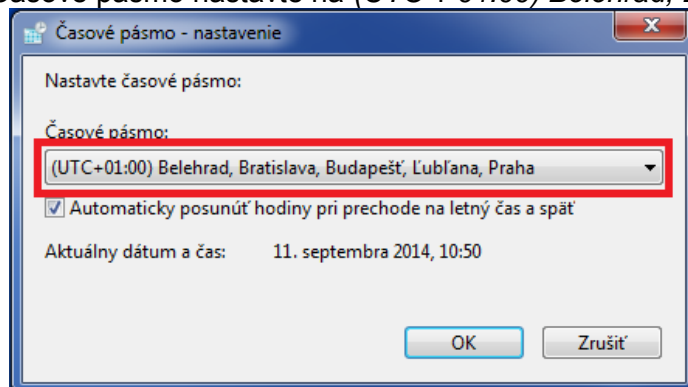 Časové pásmo - nastavenie
Nastavte časové pásmo:
Časové pásmo:
(UTC+01:00) Belehrad, Bratislava, Budapešť, Ľubľana, Praha
Automaticky posunúť hodiny pri prechode na letný čas a späť
Aktuálny dátum a čas: 11. septembra 2014, 10:50
OK Zrušiť